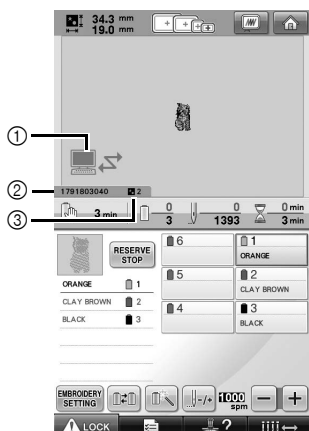 34.3 mm
19.0 mm
①
②
1791803040 2
③
3 min
0
3
0
1393
0 min
3 min
RESERVE
STOP
ORANGE 1
CLAY BROWN 2
BLACK 3
6
1
ORANGE
5
2
CLAY BROWN
4
3
BLACK
EMBROIDERY
SETTING
-/+
1000
spm
− +
LOCK
?